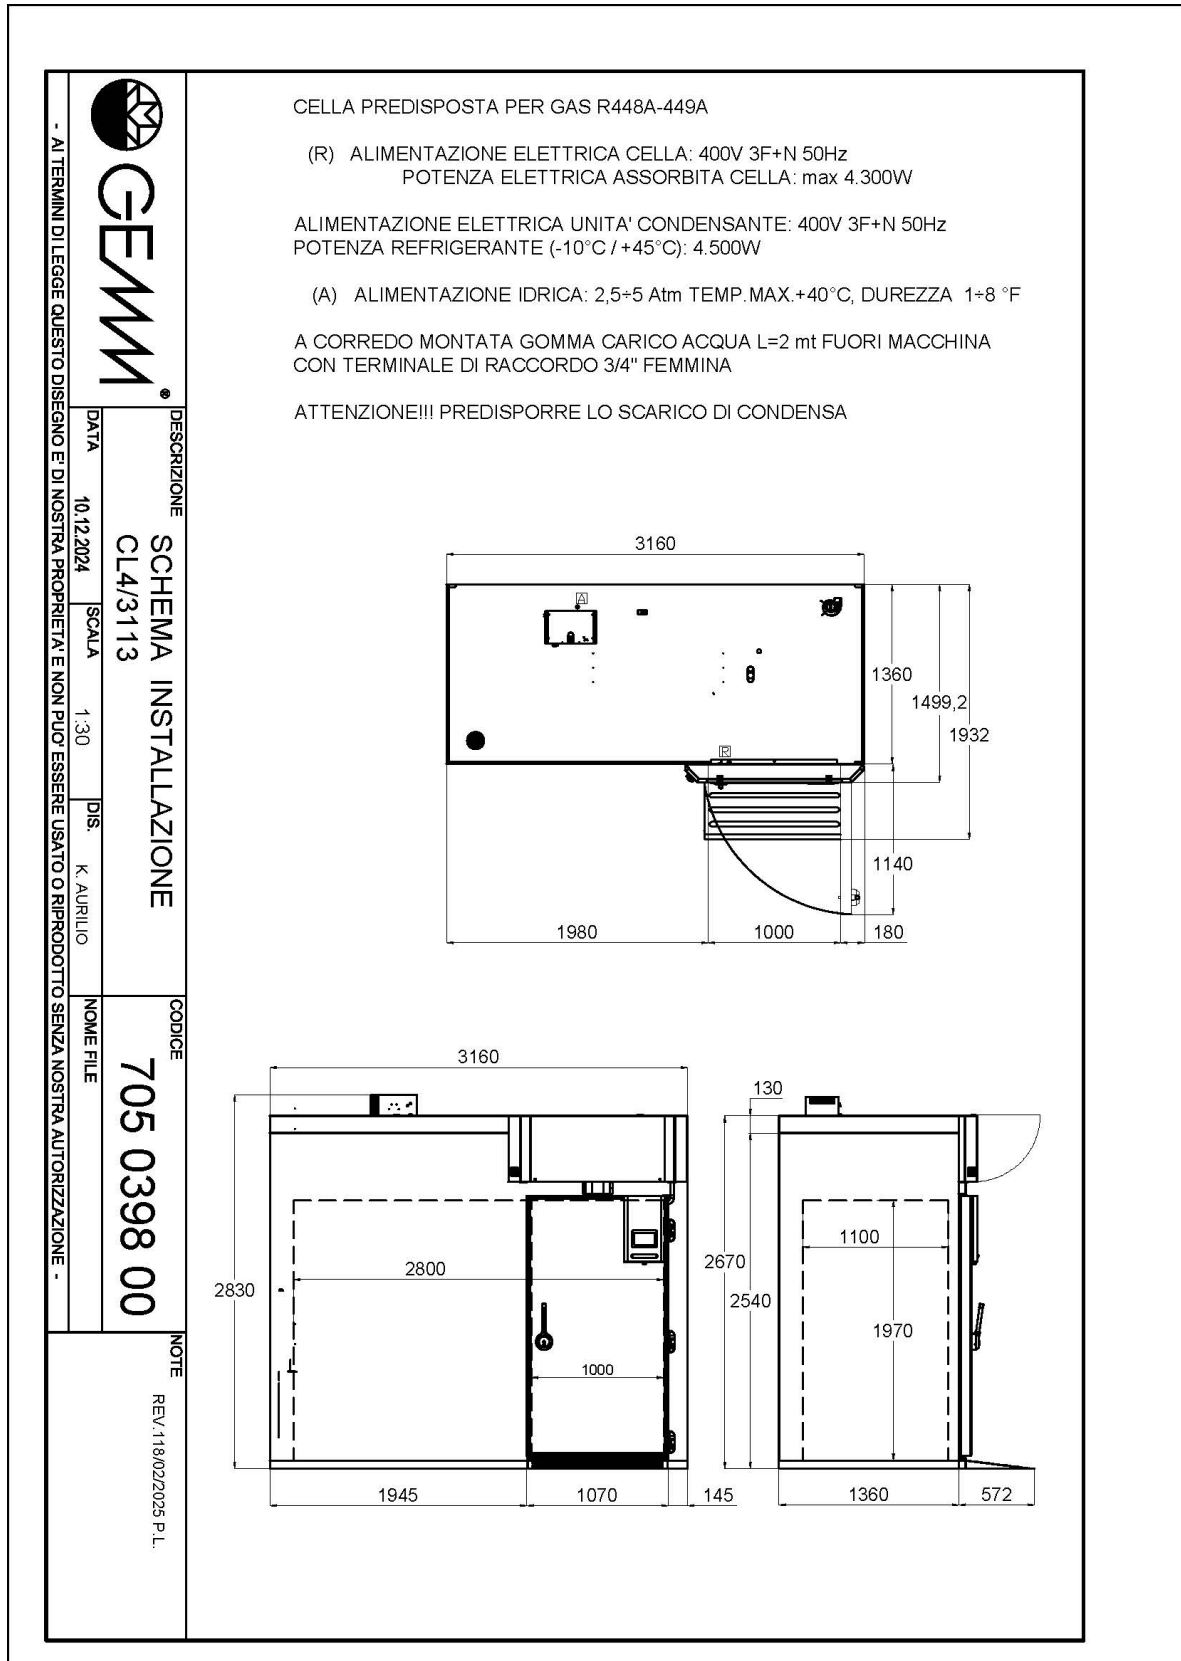 CELLA PREDISPOSTA PER GAS R448A-449A
(R) ALIMENTAZIONE ELETTRICA CELLA: 400V 3F+N 50Hz
POTENZA ELETTRICA ASSORBITA CELLA: max 4.300W
ALIMENTAZIONE ELETTRICA UNITA' CONDENSANTE: 400V 3F+N 50Hz
POTENZA REFRIGERANTE (-10°C / +45°C): 4.500W
(A) ALIMENTAZIONE IDRICA: 2,5÷5 Atm TEMP.MAX.+40°C, DUREZZA 1÷8 °F
A CORREDO MONTATA GOMMA CARICO ACQUA L=2 mt FUORI MACCHINA
CON TERMINALE DI RACCORDO 3/4" FEMMINA
ATTENZIONE!!! PREDISPORRE LO SCARICO DI CONDENSA
3160
A
1360
1499,2
1932
R
1140
1980
1000
180
3160
130
2830
2800
1000
2670
2540
1100
1970
1945
1070
145
1360
572
GEMM®
DESCRIZIONE
SCHEMA INSTALLAZIONE
CL4/3113
CODICE
705 0398 00
NOTE
REV.118/02/2025 P.L.
DATA
10.12.2024
SCALA
1:30
DIS.
K. AURILIO
NOME FILE
- AI TERMINI DI LEGGE QUESTO DISEGNO E' DI NOSTRA PROPRIETA' E NON PUO' ESSERE USATO O RIPRODOTTO SENZA NOSTRA AUTORIZZAZIONE -